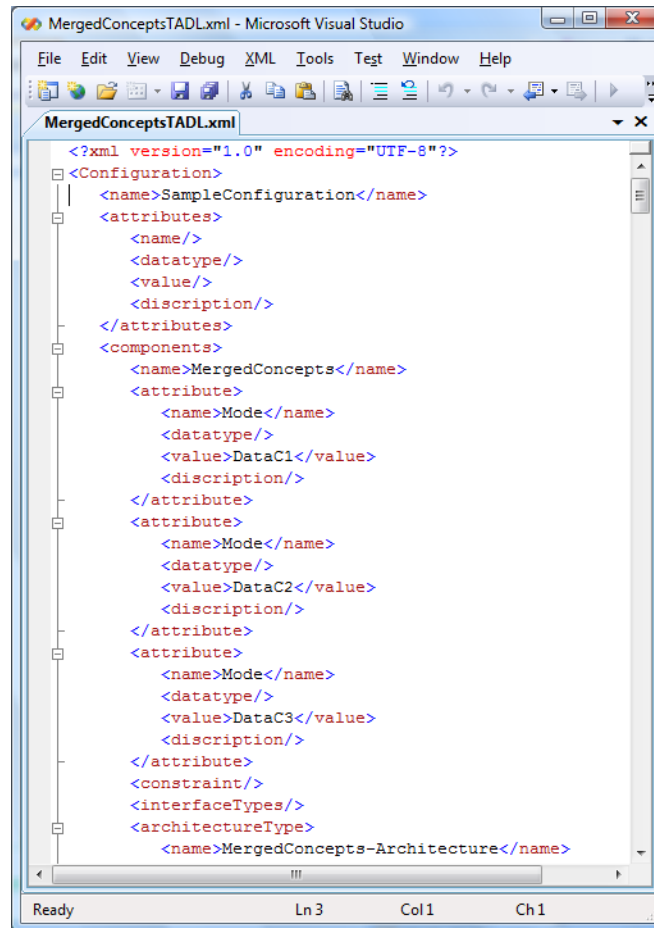 MergedConceptsTADL.xml - Microsoft Visual Studio
File Edit View Debug XML Tools Test Window Help
MergedConceptsTADL.xml
<?xml version="1.0" encoding="UTF-8"?>
<Configuration>
<name>SampleConfiguration</name>
<attributes>
<name/>
<datatype/>
<value/>
<discription/>
</attributes>
<components>
<name>MergedConcepts</name>
<attribute>
<name>Mode</name>
<datatype/>
<value>DataC1</value>
<discription/>
</attribute>
<attribute>
<name>Mode</name>
<datatype/>
<value>DataC2</value>
<discription/>
</attribute>
<attribute>
<name>Mode</name>
<datatype/>
<value>DataC3</value>
<discription/>
</attribute>
<constraint/>
<interfaceTypes/>
<architectureType>
<name>MergedConcepts-Architecture</name>
Ready Ln 3 Col 1 Ch 1